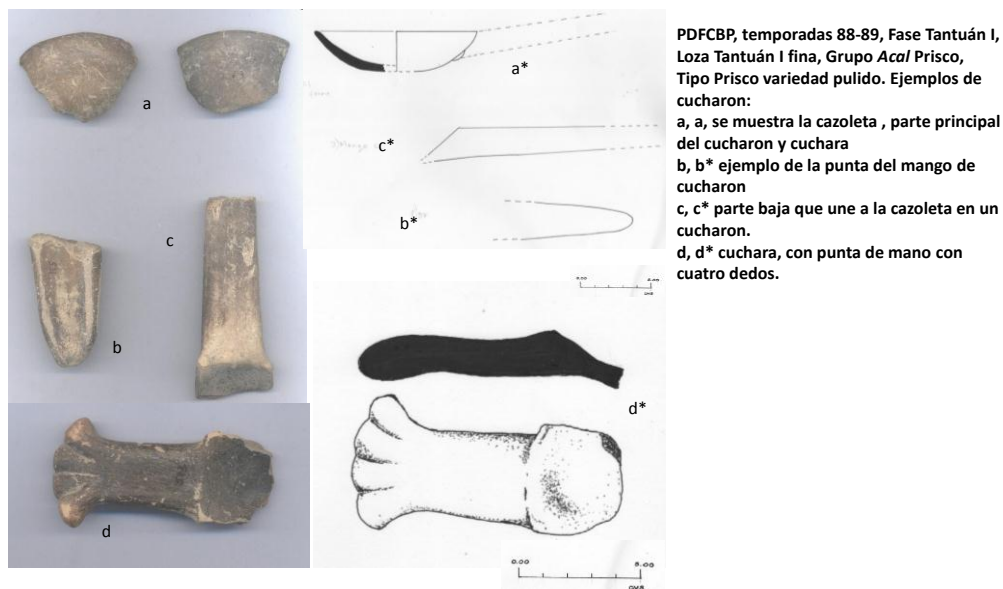 PDFCBP, temporadas 88-89, Fase Tantuán I,
Loza Tantuán I fina, Grupo Acal Prisco,
Tipo Prisco variedad pulido. Ejemplos de
cucharon:
a, a, se muestra la cazoleta , parte principal
del cucharon y cuchara
b, b* ejemplo de la punta del mango de
cucharon
c, c* parte baja que une a la cazoleta en un
cucharon.
d, d* cuchara, con punta de mano con
cuatro dedos.
a
a*
c*
b*
c
b
d
d*
0.00 5.00
cms